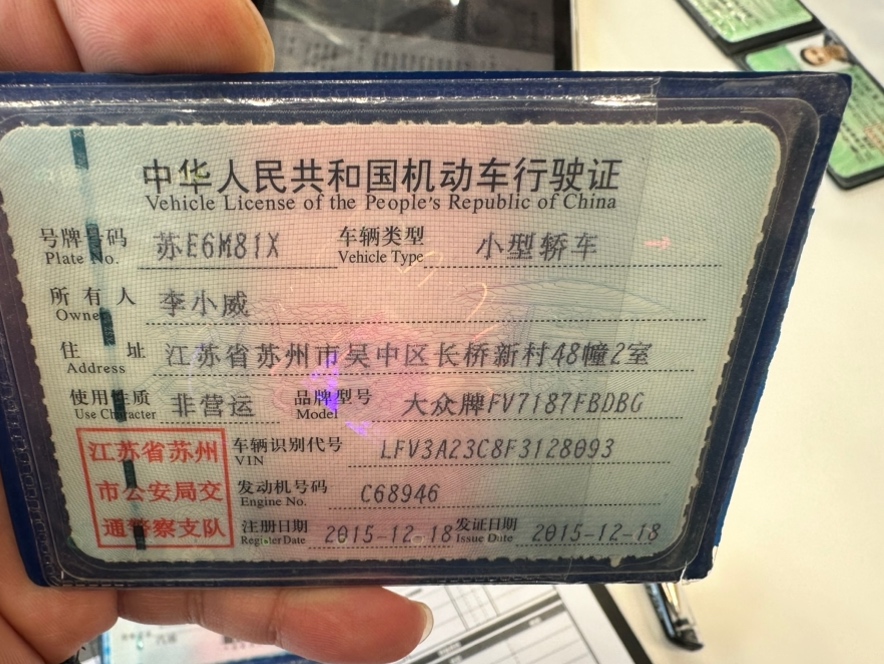 中华人民共和国机动车行驶证
Vehicle License of the People's Republic of China
号牌号码 苏E6M81X 车辆类型 小型轿车
Plate No. Vehicle Type
所有人 李小威
Owner
住址 江苏省苏州市吴中区长桥新村48幢2室
Address
使用性质 非营运 品牌型号 大众牌FV7187FBDBG
Use Character Model
江苏省苏州
市公安局交
通警察支队
车辆识别代号 LFV3A23C8F3128093
VIN
发动机号码 C68946
Engine No.
注册日期 2015-12-18 发证日期 2015-12-18
Register Date Issue Date